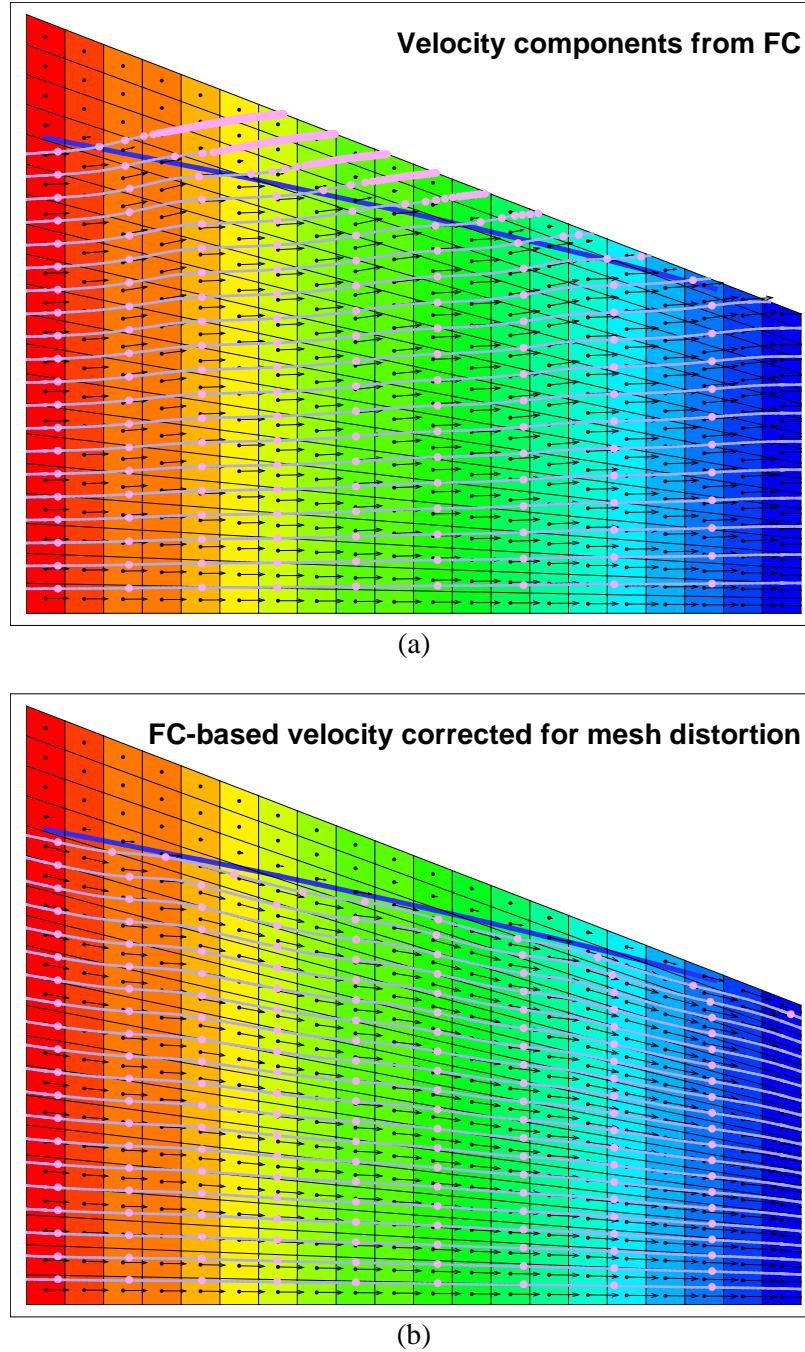 Velocity components from FC
(a)
FC-based velocity corrected for mesh distortion
(b)